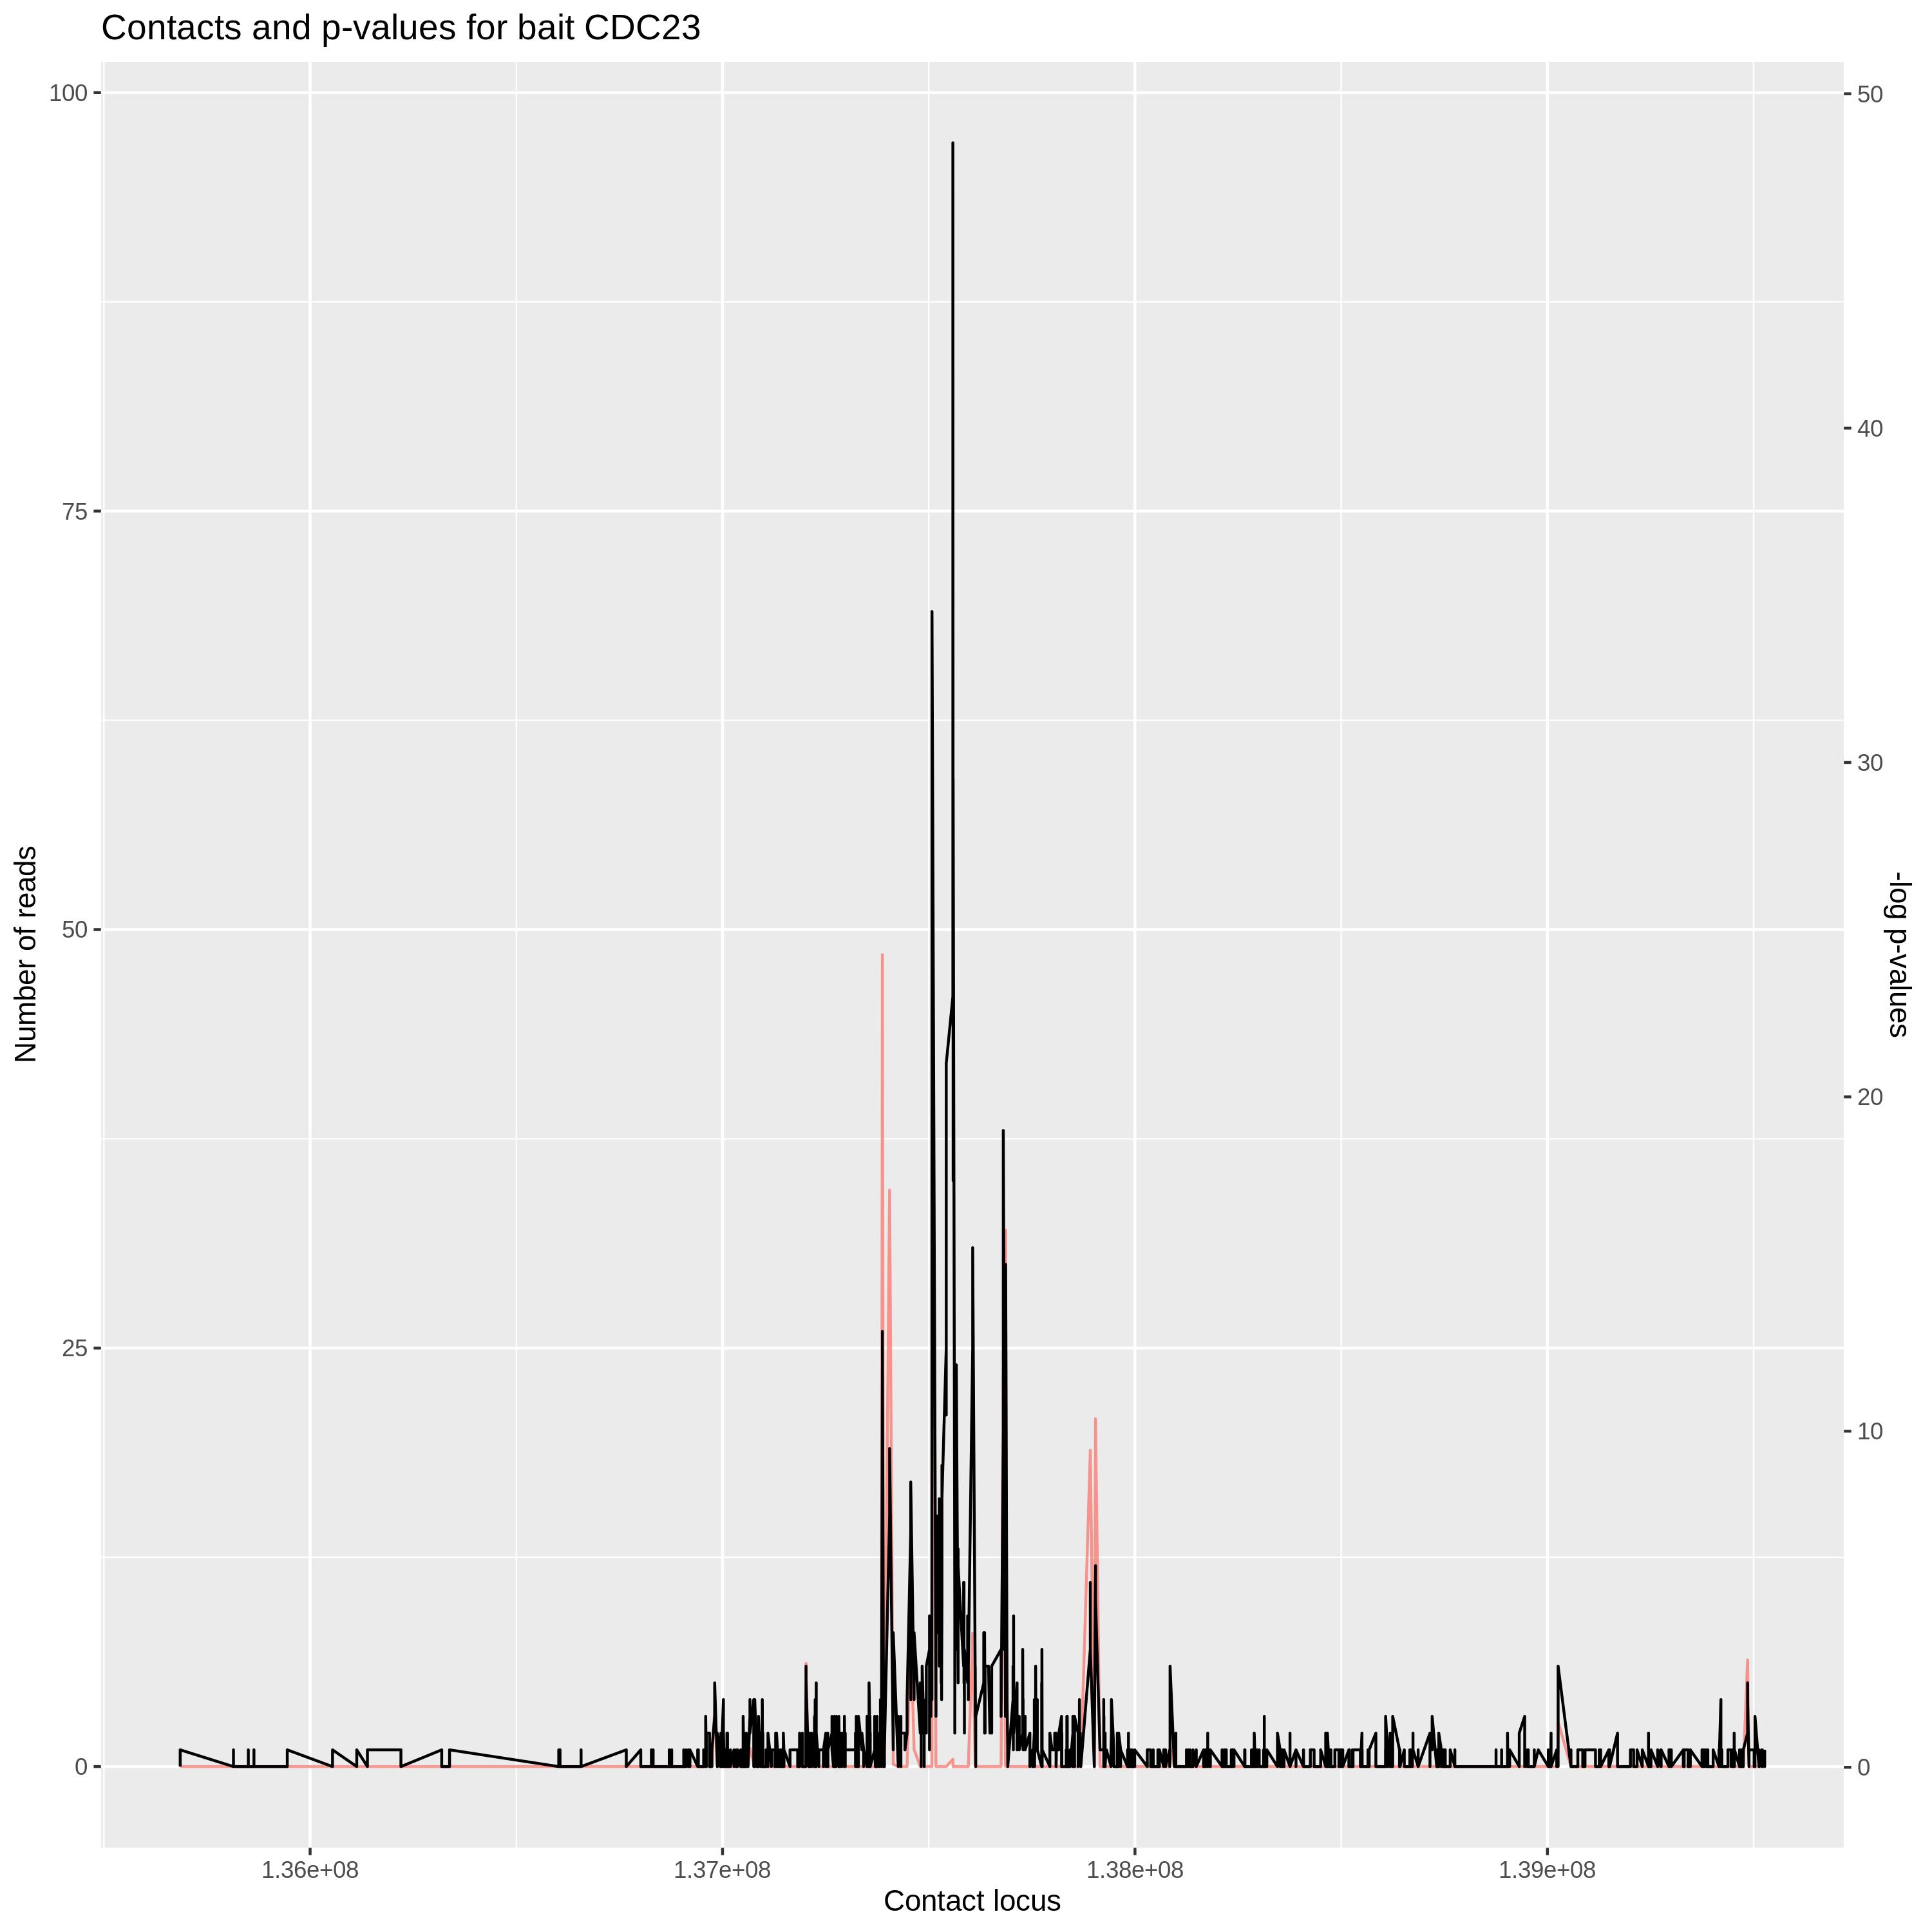 Contacts and p-values for bait CDC23
100
75
50
25
0
Number of reads
50
40
30
20
10
0
-log p-values
1.36e+08
1.37e+08
1.38e+08
1.39e+08
Contact locus